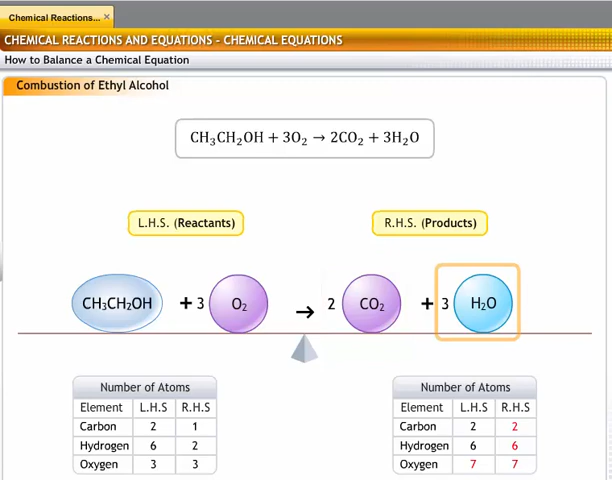 Chemical Reactions...
CHEMICAL REACTIONS AND EQUATIONS - CHEMICAL EQUATIONS
How to Balance a Chemical Equation
Combustion of Ethyl Alcohol
CH₃CH₂OH + 3O₂ → 2CO₂ + 3H₂O
L.H.S. (Reactants)
R.H.S. (Products)
CH₃CH₂OH + 3 O₂ → 2 CO₂ + 3 H₂O
Number of Atoms
Element L.H.S R.H.S
Carbon 2 1
Hydrogen 6 2
Oxygen 3 3
Number of Atoms
Element L.H.S R.H.S
Carbon 2 2
Hydrogen 6 6
Oxygen 7 7